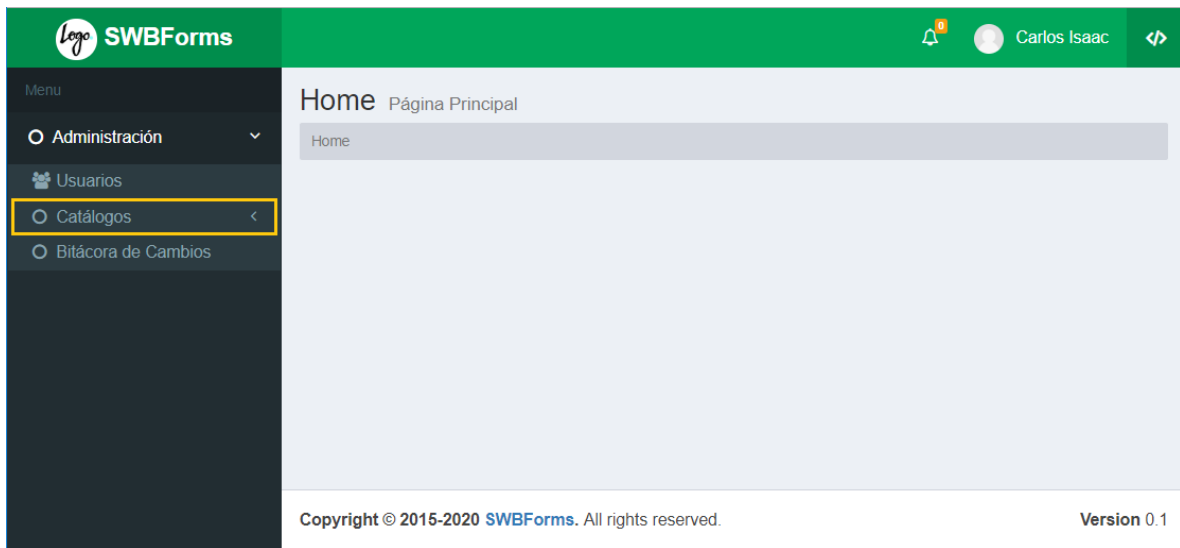 Logo SWBForms
0
Carlos Isaac
</>
Menu
Home Página Principal
Administración
Home
Usuarios
Catálogos
Bitácora de Cambios
Copyright © 2015-2020 SWBForms. All rights reserved.
Version 0.1